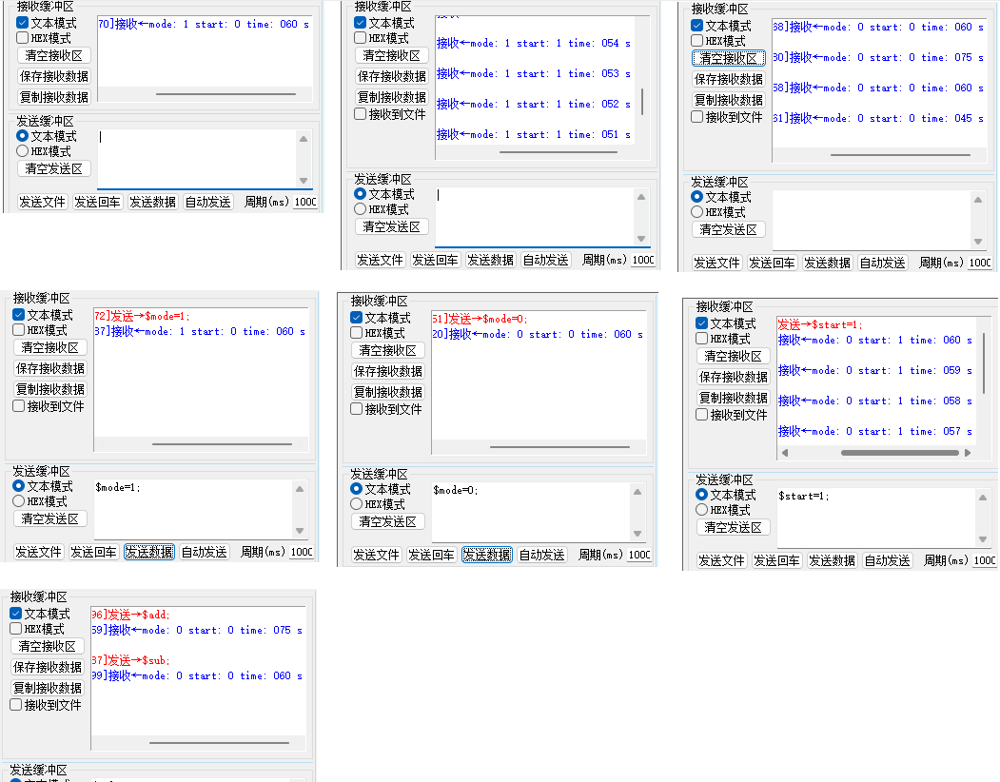 接收缓冲区
文本模式
HEX模式
清空接收区
保存接收数据
复制接收数据
70]接收←mode: 1 start: 0 time: 060 s
发送缓冲区
文本模式
HEX模式
清空发送区
发送文件 发送回车 发送数据 自动发送 周期(ms) 100
接收缓冲区
文本模式
HEX模式
清空接收区
保存接收数据
复制接收数据
接收到文件
接收←mode: 1 start: 1 time: 054 s
接收←mode: 1 start: 1 time: 053 s
接收←mode: 1 start: 1 time: 052 s
接收←mode: 1 start: 1 time: 051 s
发送缓冲区
文本模式
HEX模式
清空发送区
发送文件 发送回车 发送数据 自动发送 周期(ms) 100
接收缓冲区
文本模式
HEX模式
清空接收区
保存接收数据
复制接收数据
接收到文件
68]接收←mode: 0 start: 0 time: 060 s
30]接收←mode: 0 start: 0 time: 075 s
58]接收←mode: 0 start: 0 time: 060 s
61]接收←mode: 0 start: 0 time: 045 s
发送缓冲区
文本模式
HEX模式
清空发送区
发送文件 发送回车 发送数据 自动发送 周期(ms) 100
接收缓冲区
文本模式
HEX模式
清空接收区
保存接收数据
复制接收数据
接收到文件
72]发送→$mode=1;
37]接收←mode: 1 start: 0 time: 060 s
发送缓冲区
文本模式
HEX模式
清空发送区
$mode=1;
发送文件 发送回车 发送数据 自动发送 周期(ms) 100
接收缓冲区
文本模式
HEX模式
清空接收区
保存接收数据
复制接收数据
接收到文件
51]发送→$mode=0;
20]接收←mode: 0 start: 0 time: 060 s
发送缓冲区
文本模式
HEX模式
清空发送区
$mode=0;
发送文件 发送回车 发送数据 自动发送 周期(ms) 100
接收缓冲区
文本模式
HEX模式
清空接收区
保存接收数据
复制接收数据
接收到文件
发送→$start=1;
接收←mode: 0 start: 1 time: 060 s
接收←mode: 0 start: 1 time: 059 s
接收←mode: 0 start: 1 time: 058 s
接收←mode: 0 start: 1 time: 057 s
发送缓冲区
文本模式
HEX模式
清空发送区
$start=1;
发送文件 发送回车 发送数据 自动发送 周期(ms) 100
接收缓冲区
文本模式
HEX模式
清空接收区
保存接收数据
复制接收数据
接收到文件
96]发送→$add;
59]接收←mode: 0 start: 0 time: 075 s
37]发送→$sub;
99]接收←mode: 0 start: 0 time: 060 s
发送缓冲区